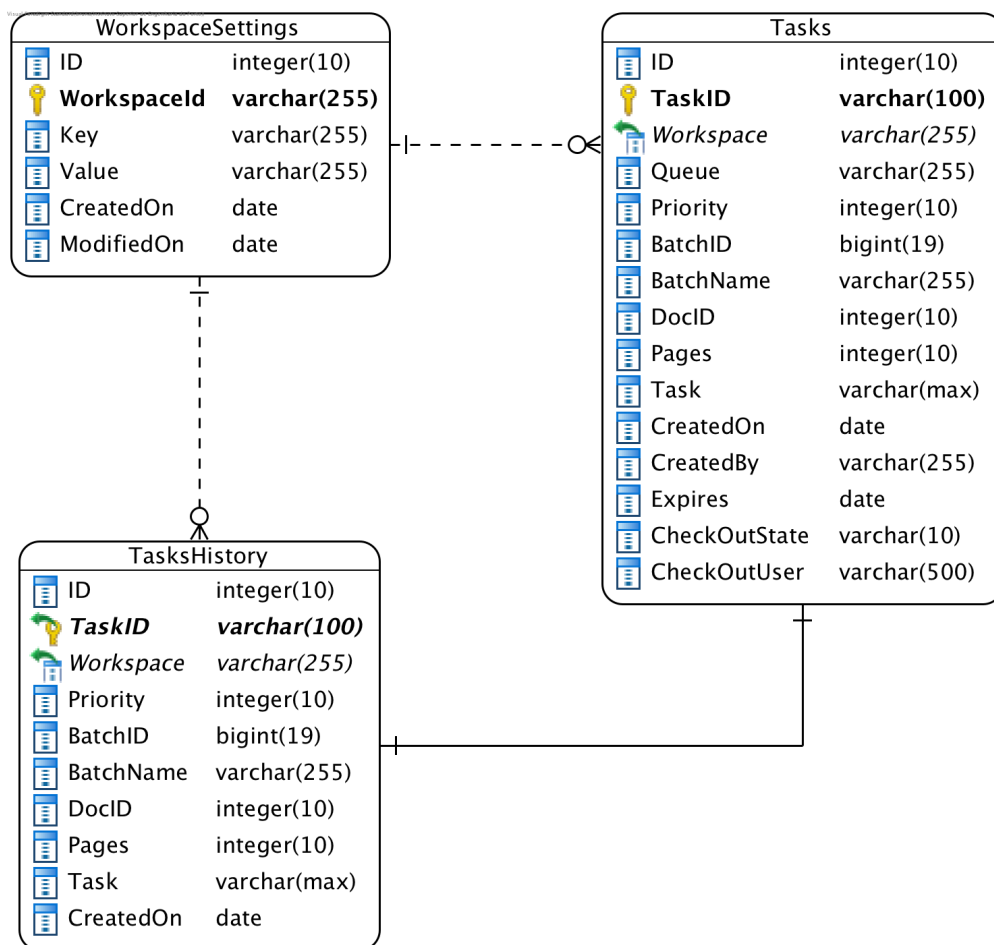 WorkspaceSettings
ID integer(10)
WorkspaceId varchar(255)
Key varchar(255)
Value varchar(255)
CreatedOn date
ModifiedOn date
Tasks
ID integer(10)
TaskID varchar(100)
Workspace varchar(255)
Queue varchar(255)
Priority integer(10)
BatchID bigint(19)
BatchName varchar(255)
DocID integer(10)
Pages integer(10)
Task varchar(max)
CreatedOn date
CreatedBy varchar(255)
Expires date
CheckOutState varchar(10)
CheckOutUser varchar(500)
TasksHistory
ID integer(10)
TaskID varchar(100)
Workspace varchar(255)
Priority integer(10)
BatchID bigint(19)
BatchName varchar(255)
DocID integer(10)
Pages integer(10)
Task varchar(max)
CreatedOn date